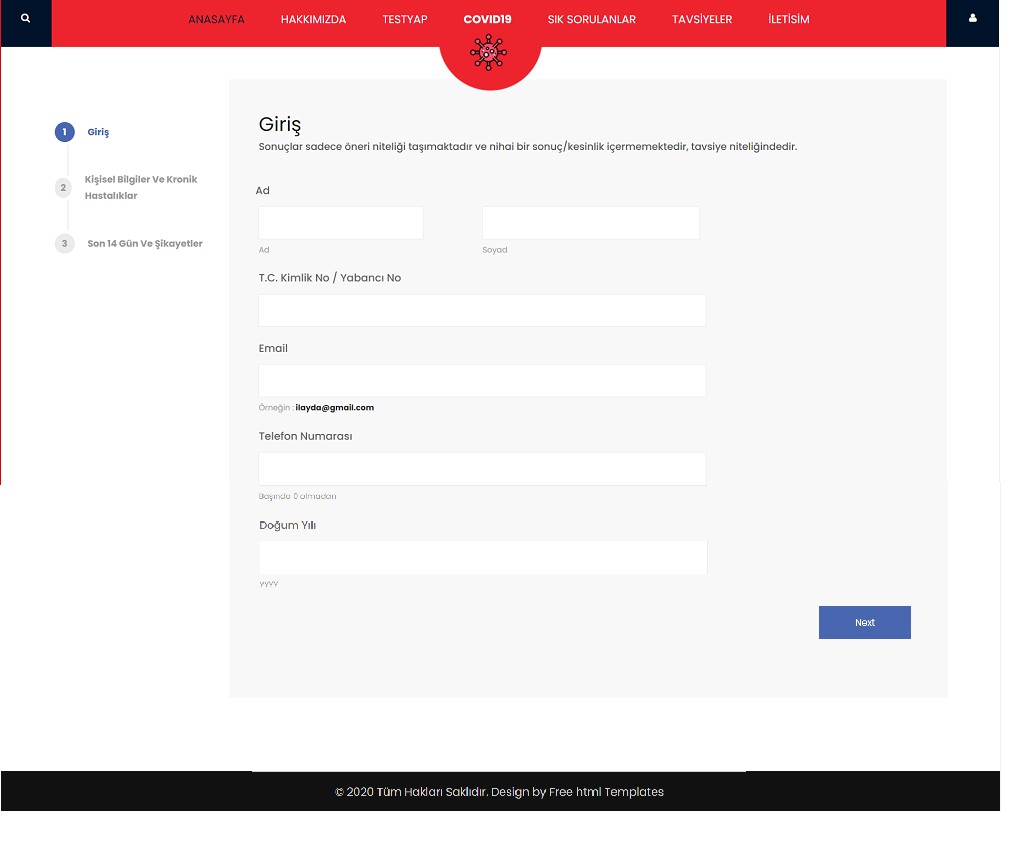 ANASAYFA HAKKIMIZDA TESTYAP COVID19 SIK SORULANLAR TAVSİYELER İLETİSİM
1 Giriş
2 Kişisel Bilgiler Ve Kronik
Hastalıklar
3 Son 14 Gün Ve Şikayetler
Giriş
Sonuçlar sadece öneri niteliği taşımaktadır ve nihai bir sonuç/kesinlik içermemektedir, tavsiye niteliğindedir.
Ad
Ad Soyad
T.C. Kimlik No / Yabancı No
Email
Örneğin : ilayda@gmail.com
Telefon Numarası
Başında 0 olmadan
Doğum Yılı
yyyy
Next
© 2020 Tüm Hakları Saklıdır. Design by Free html Templates